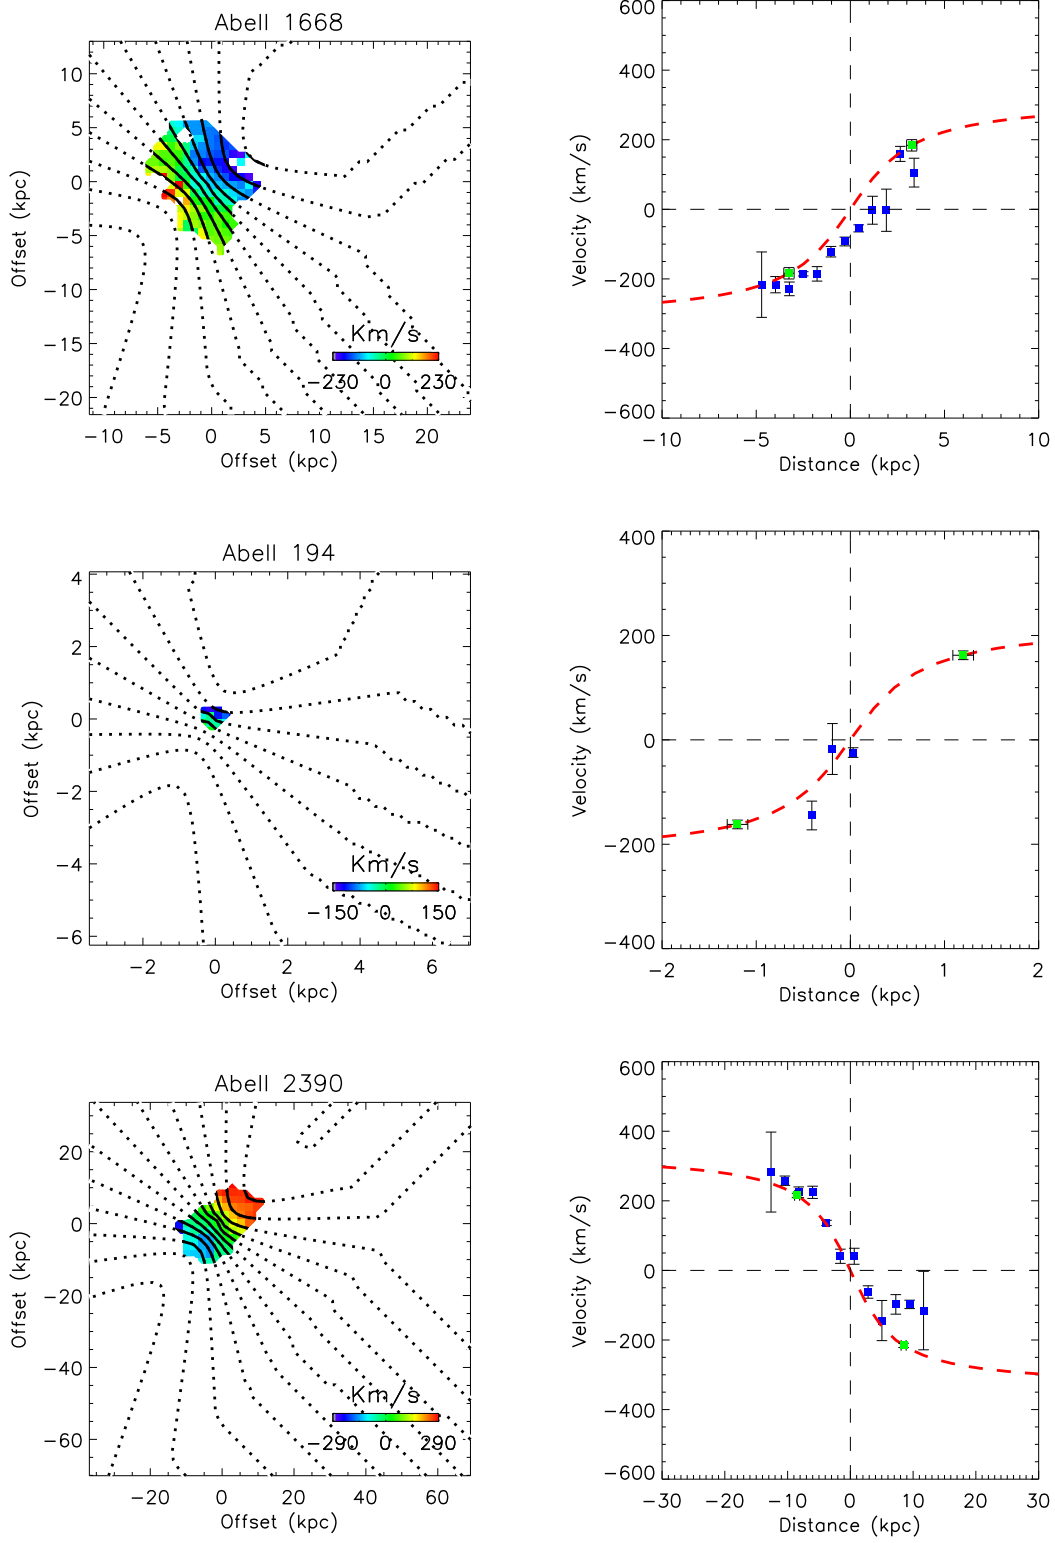 Abell 1668
Offset (kpc)
10
5
0
−5
−10
−15
−20
Km/s
−230 0 230
−10 −5 0 5 10 15 20
Offset (kpc)
Velocity (km/s)
600
400
200
0
−200
−400
−600
−10 −5 0 5 10
Distance (kpc)
Abell 194
Offset (kpc)
4
2
0
−2
−4
−6
Km/s
−150 0 150
−2 0 2 4 6
Offset (kpc)
Velocity (km/s)
400
200
0
−200
−400
−2 −1 0 1 2
Distance (kpc)
Abell 2390
Offset (kpc)
20
0
−20
−40
−60
Km/s
−290 0 290
−20 0 20 40 60
Offset (kpc)
Velocity (km/s)
600
400
200
0
−200
−400
−600
−30 −20 −10 0 10 20 30
Distance (kpc)